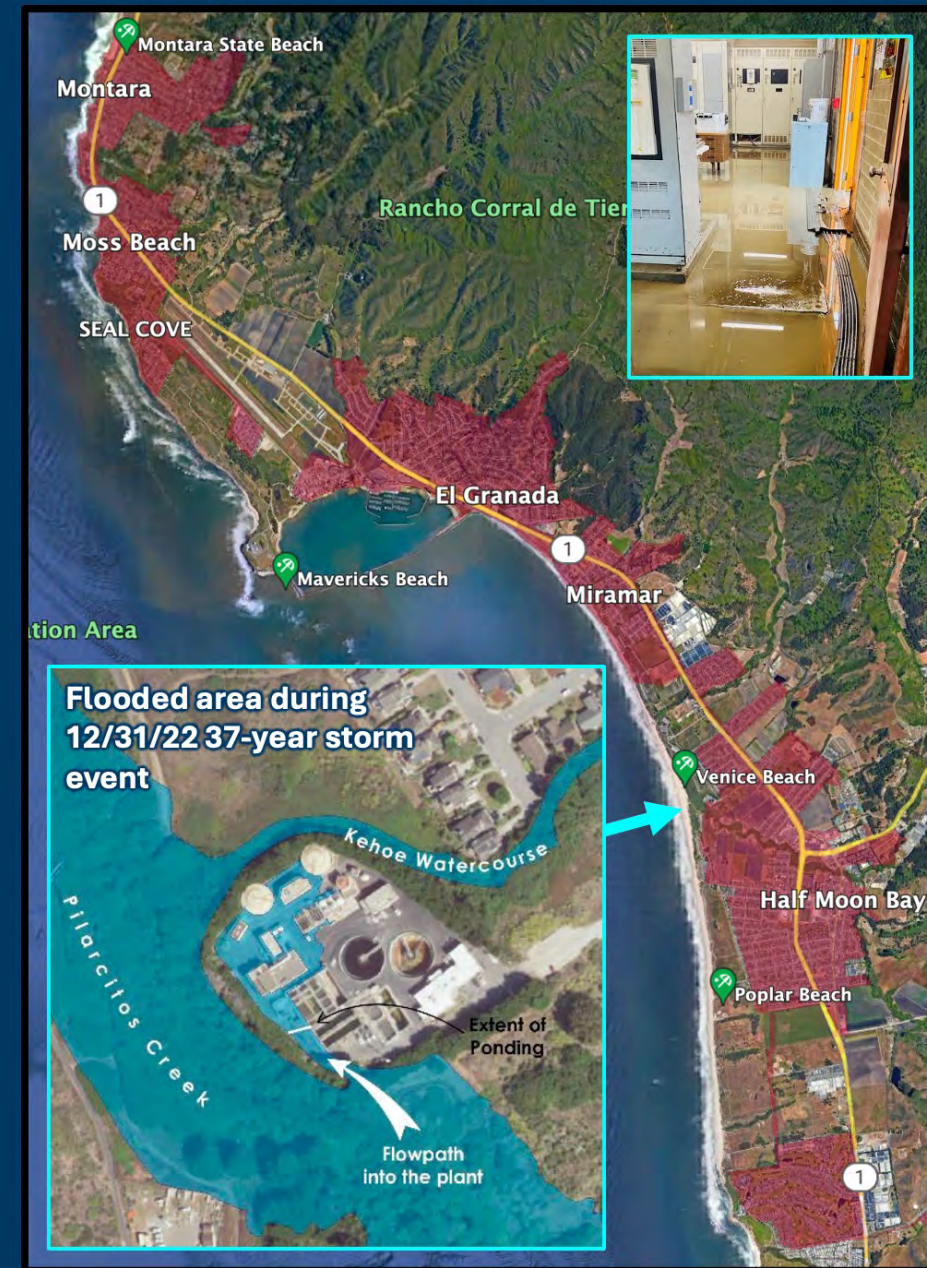 Montara State Beach
Montara
1
Rancho Corral de Tier
Moss Beach
SEAL COVE
El Granada
1
Mavericks Beach
Miramar
ation Area
Flooded area during
12/31/22 37-year storm
event
Kehoe Watercourse
Pilarcitos Creek
Extent of
Ponding
Flowpath
into the plant
Venice Beach
Half Moon Bay
Poplar Beach
1